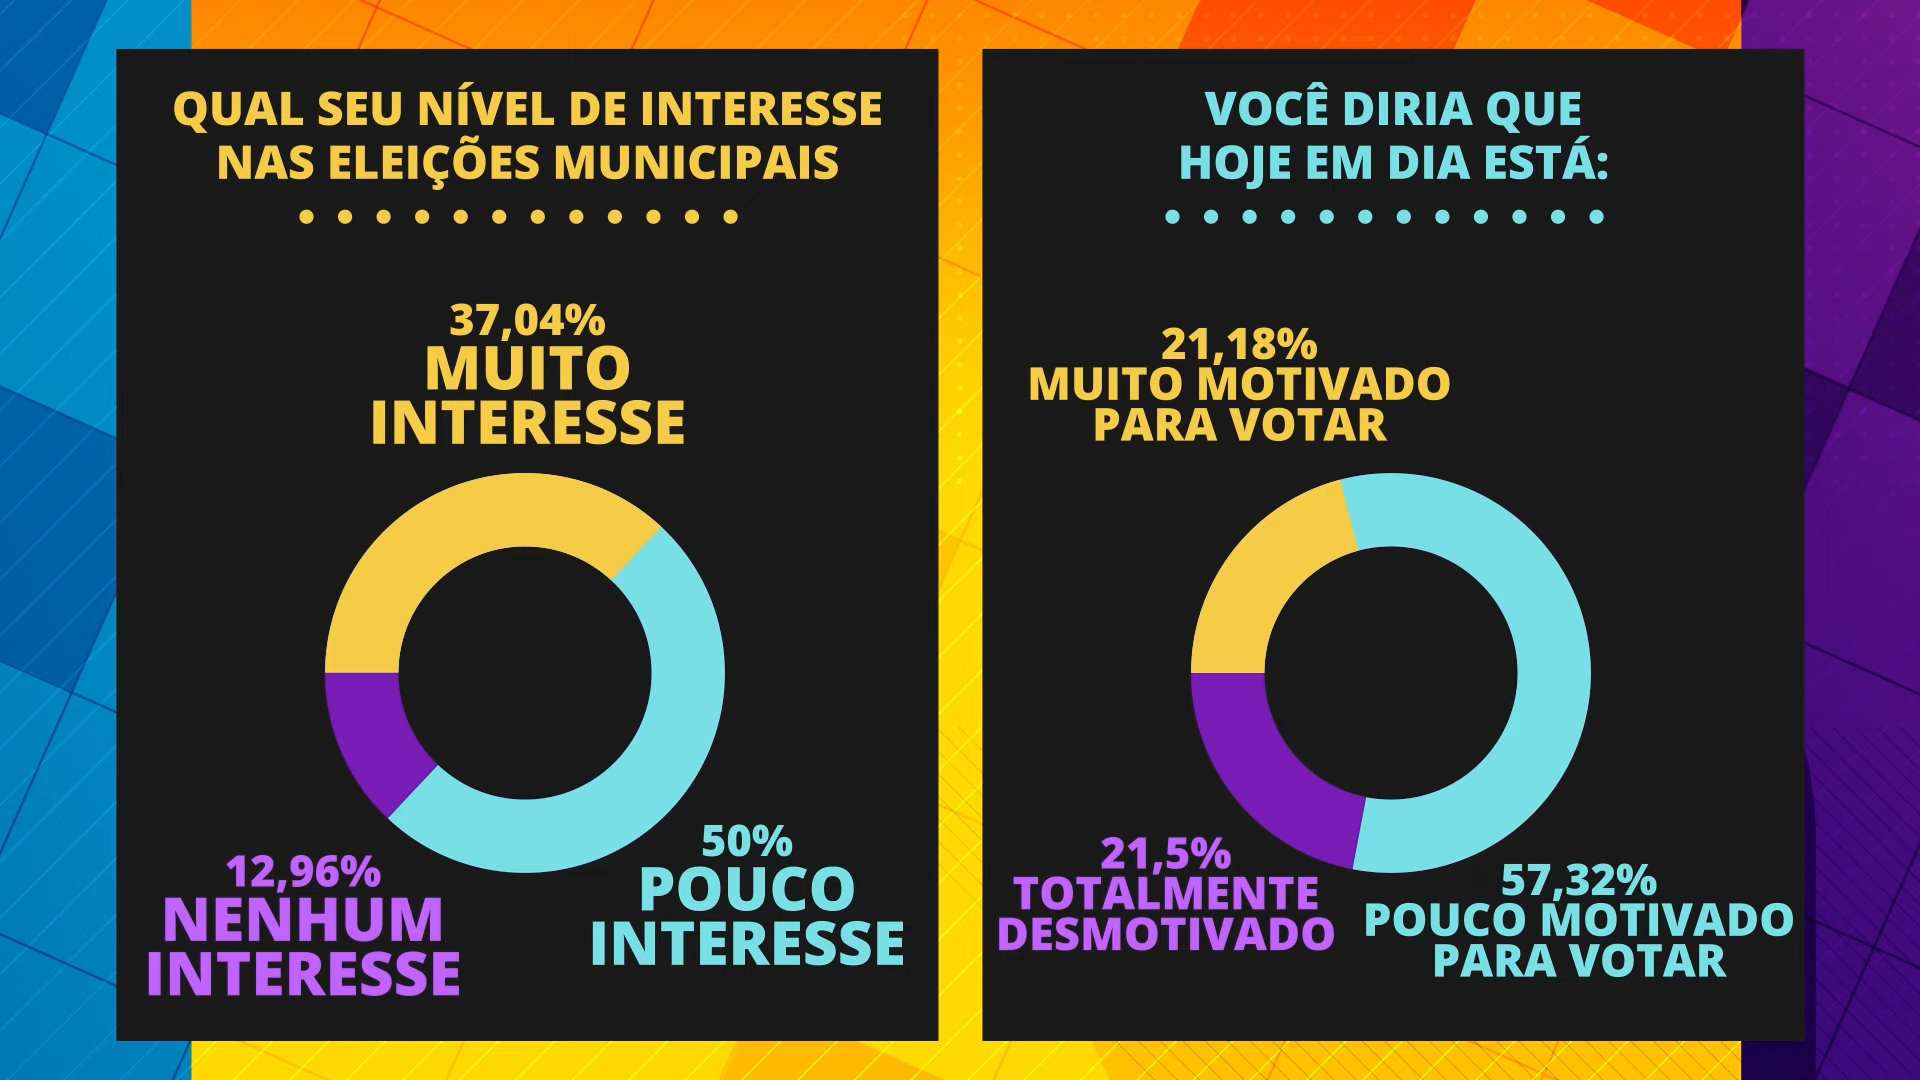 QUAL SEU NÍVEL DE INTERESSE
NAS ELEIÇÕES MUNICIPAIS
37,04%
MUITO
INTERESSE
12,96%
NENHUM
INTERESSE
50%
POUCO
INTERESSE
VOCÊ DIRIA QUE
HOJE EM DIA ESTÁ:
21,18%
MUITO MOTIVADO
PARA VOTAR
21,5%
TOTALMENTE
DESMOTIVADO
57,32%
POUCO MOTIVADO
PARA VOTAR